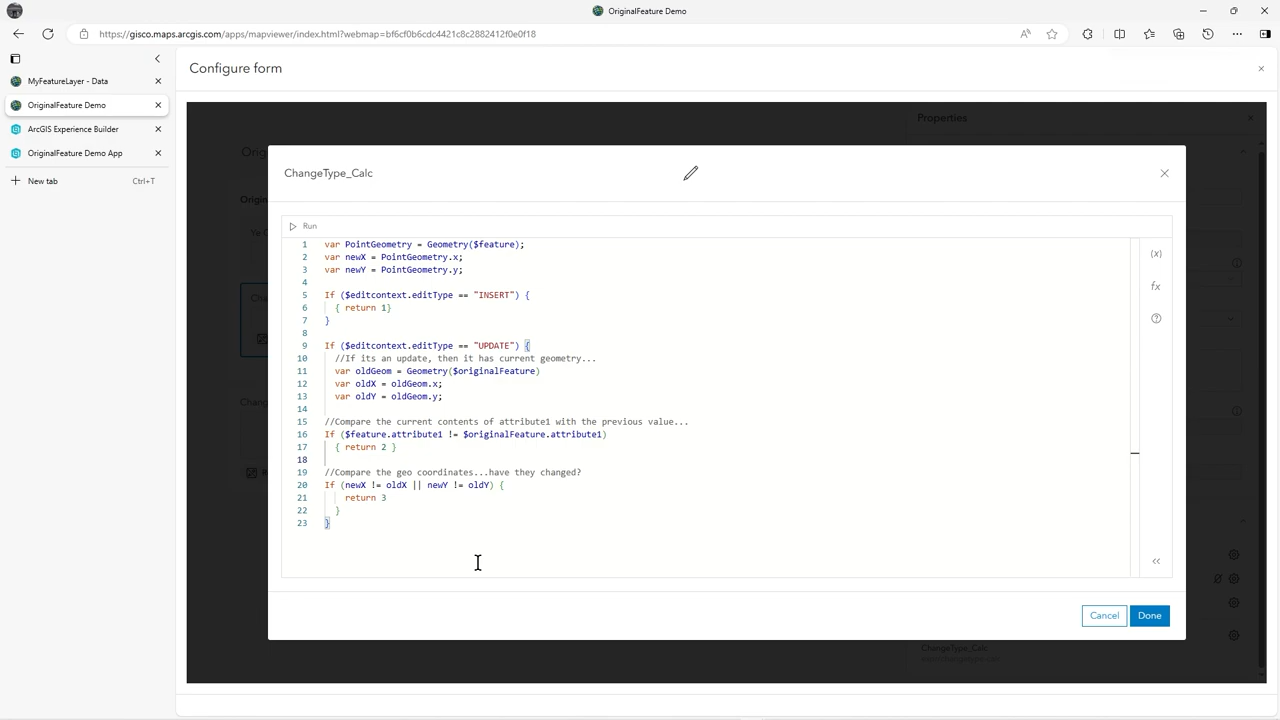 OriginalFeature Demo
https://gisco.maps.arcgis.com/apps/mapviewer/index.html?webmap=bf6cf0b6cdc4421c8c2882412f0e0f18
MyFeatureLayer - Data
OriginalFeature Demo
ArcGIS Experience Builder
OriginalFeature Demo App
New tab Ctrl+T
Configure form
Properties
ChangeType_Calc
Run
1 var PointGeometry = Geometry($feature);
2 var newX = PointGeometry.x;
3 var newY = PointGeometry.y;
4
5 If ($editcontext.editType == "INSERT") {
6 { return 1}
7 }
8
9 If ($editcontext.editType == "UPDATE") {
10 //If its an update, then it has current geometry...
11 var oldGeom = Geometry($originalFeature)
12 var oldX = oldGeom.x;
13 var oldY = oldGeom.y;
14
15 //Compare the current contents of attribute1 with the previous value...
16 If ($feature.attribute1 != $originalFeature.attribute1)
17 { return 2 }
18
19 //Compare the geo coordinates...have they changed?
20 If (newX != oldX || newY != oldY) {
21 return 3
22 }
23 }
Cancel Done
ChangeType_Calc